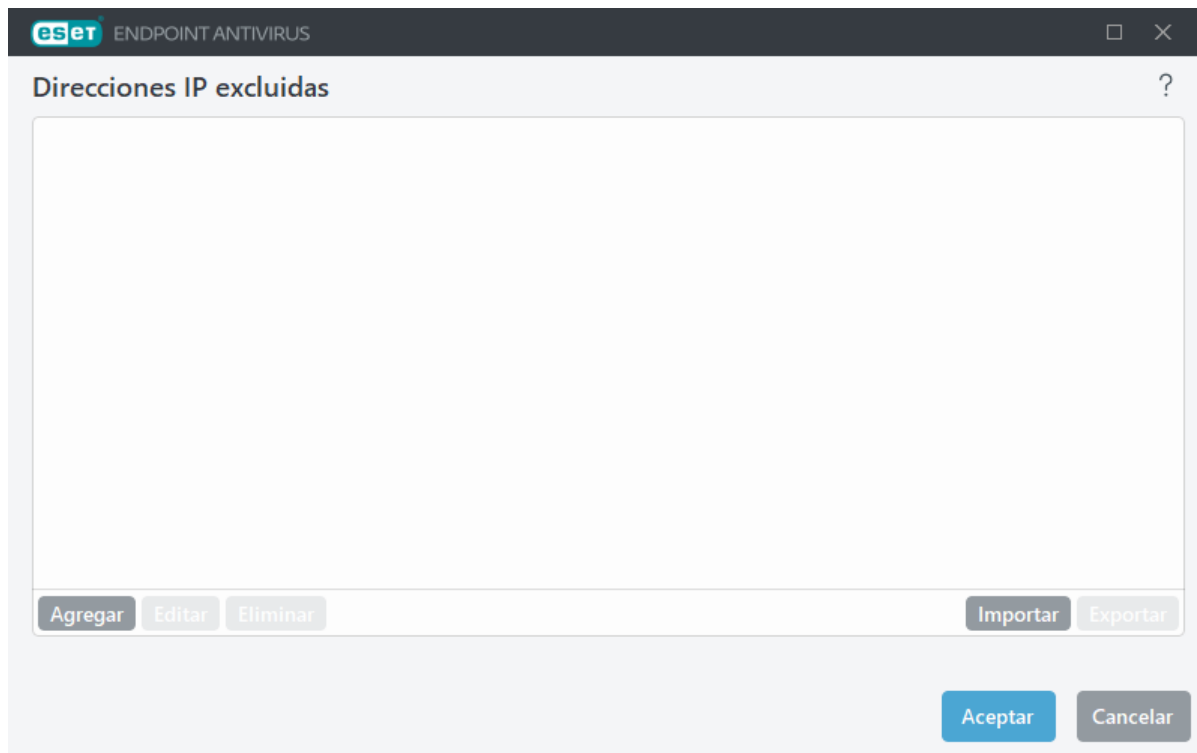 eset ENDPOINT ANTIVIRUS
Direcciones IP excluidas
?
Agregar Editar Eliminar Importar Exportar
Aceptar Cancelar